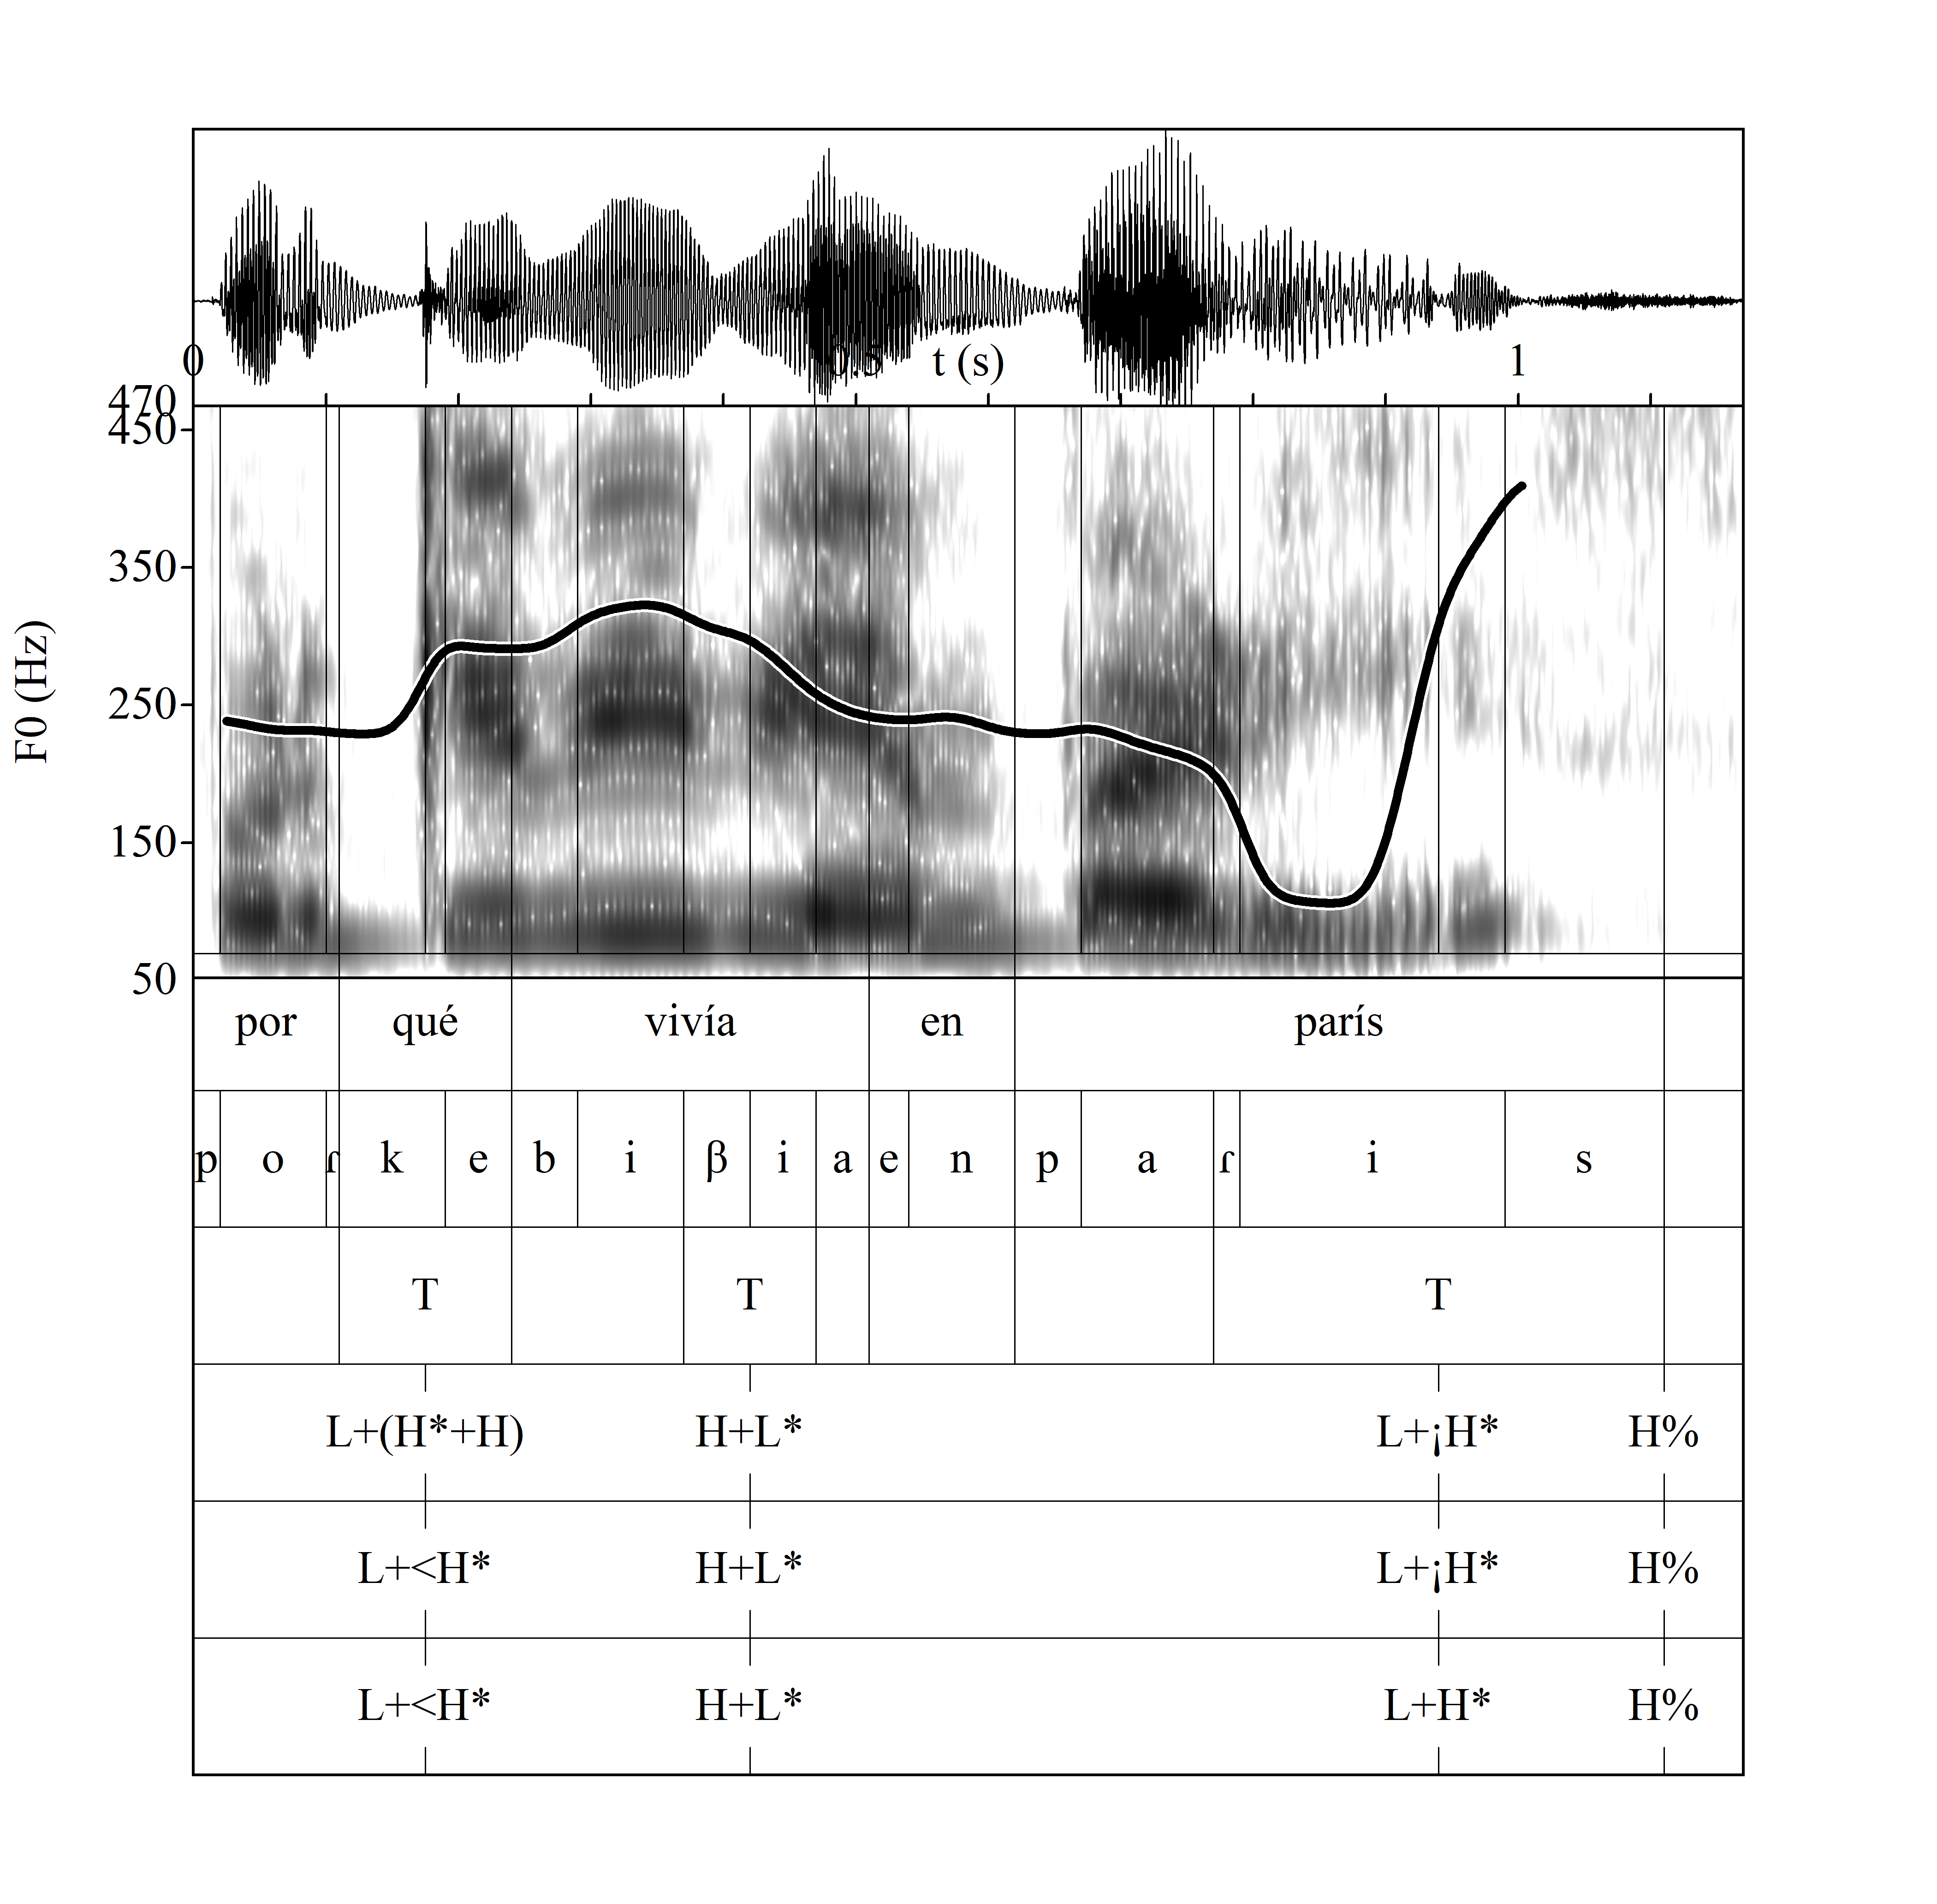 0 0.5 t (s) 1
470
450
350
250
150
50
F0 (Hz)
por qué vivía en parís
p o ɾ k e b i β i a e n p a ɾ i s
T T T
L+(H*+H) H+L* L+¡H* H%
L+<H* H+L* L+¡H* H%
L+<H* H+L* L+H* H%